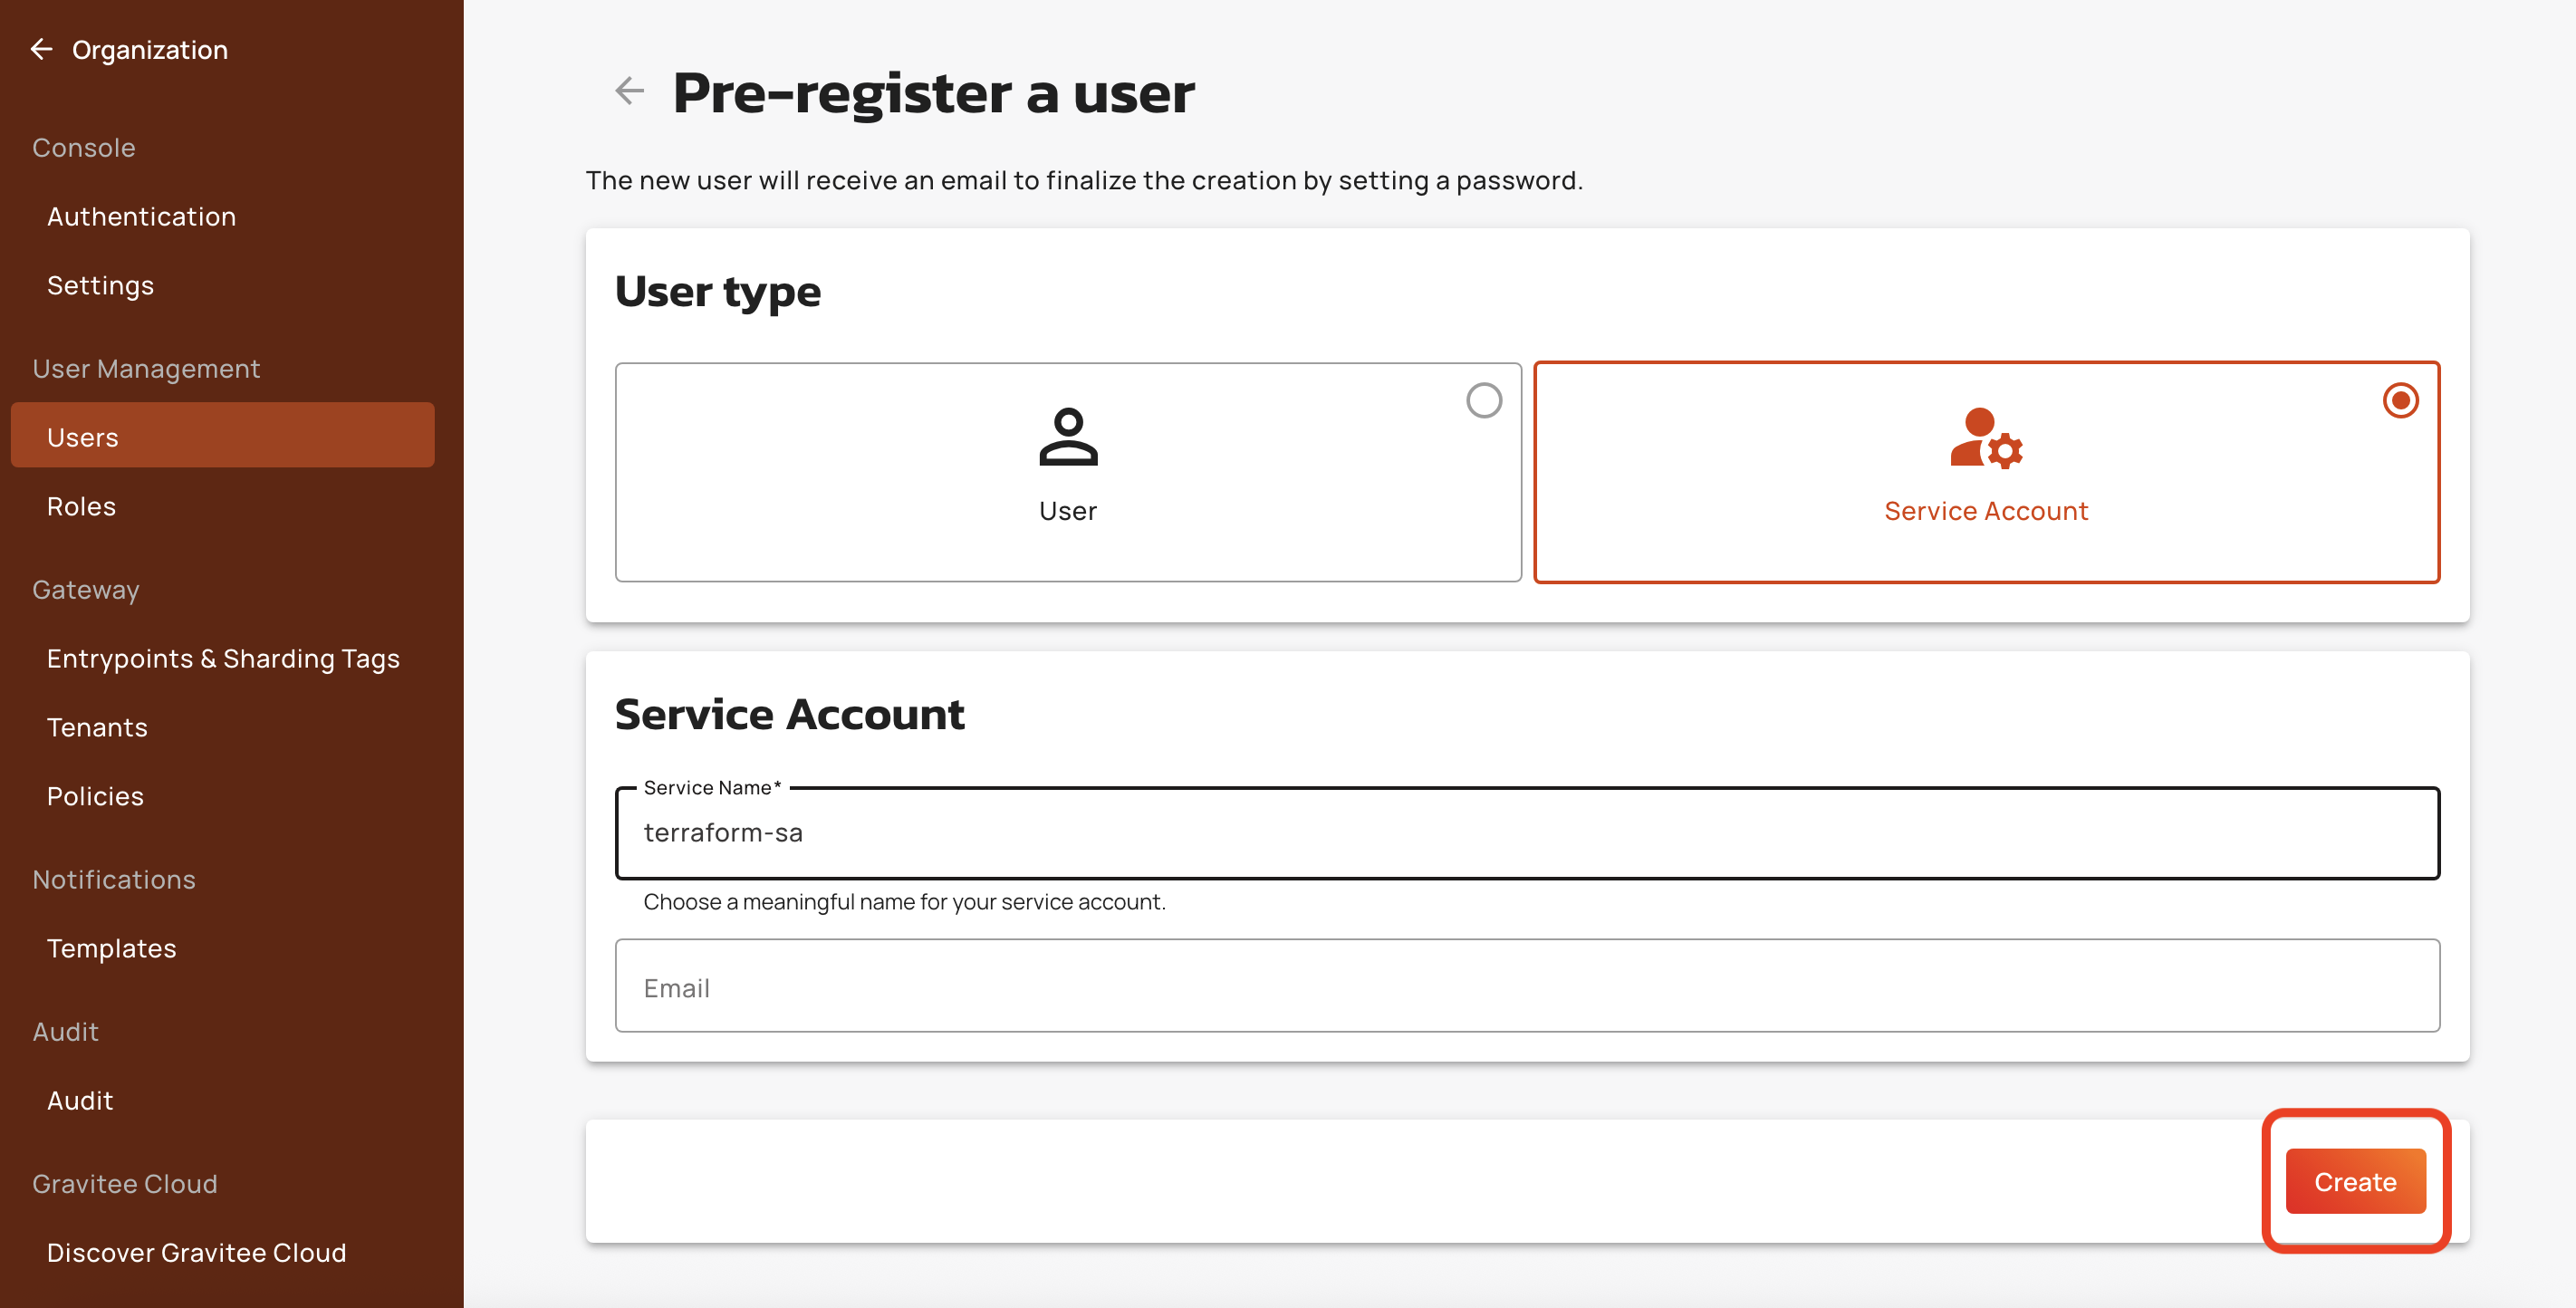 Organization
Console
Authentication
Settings
User Management
Users
Roles
Gateway
Entrypoints & Sharding Tags
Tenants
Policies
Notifications
Templates
Audit
Audit
Gravitee Cloud
Discover Gravitee Cloud
Pre-register a user
The new user will receive an email to finalize the creation by setting a password.
User type
User
Service Account
Service Account
Service Name*
terraform-sa
Choose a meaningful name for your service account.
Email
Create